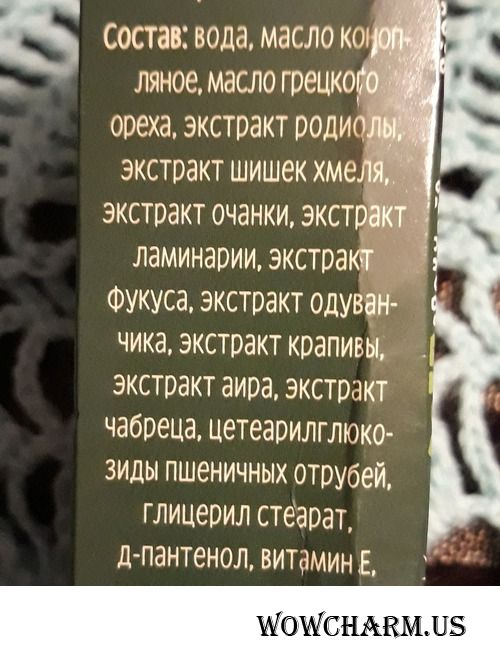 Состав: вода, масло коноп-
ляное, масло грецкого
ореха, экстракт родиолы,
экстракт шишек хмеля,
экстракт очанки, экстракт
ламинарии, экстракт
фукуса, экстракт одуван-
чика, экстракт крапивы,
экстракт аира, экстракт
чабреца, цетеарилглюко-
зиды пшеничных отрубей,
глицерил стеарат,
д-пантенол, витамин Е,
WOWCHARM.US